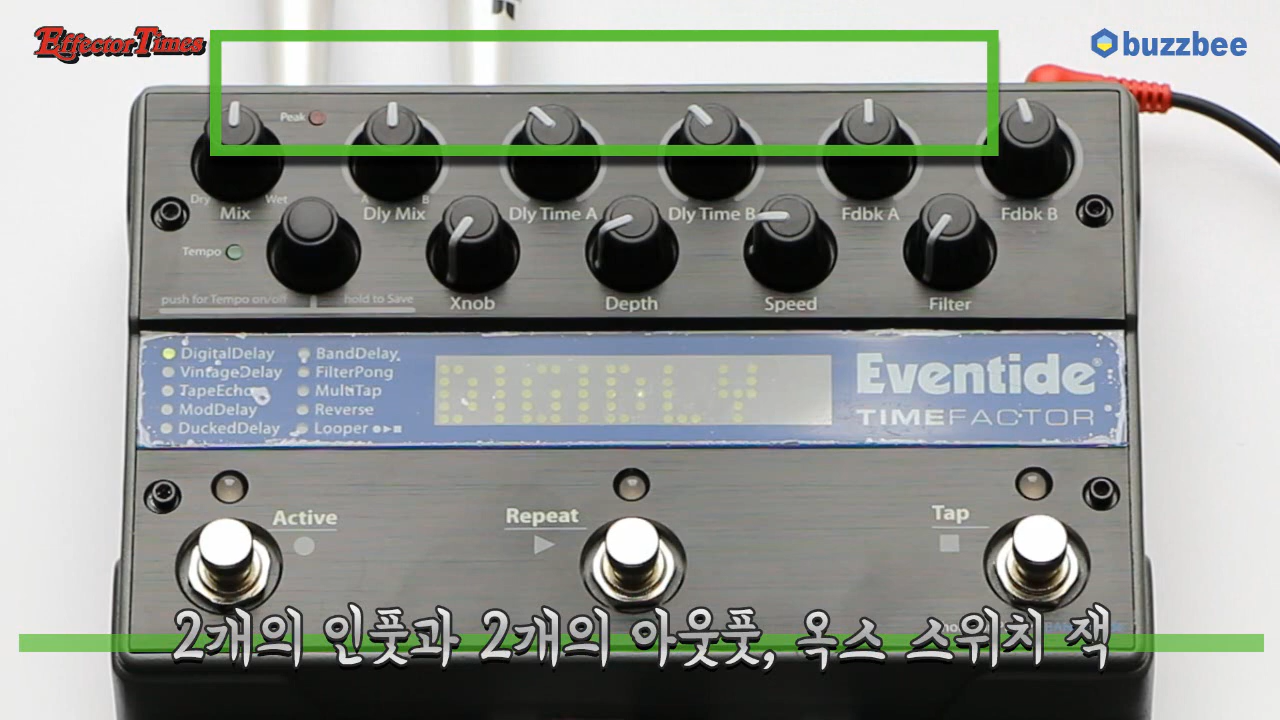 Effector Times
buzzbee
Peak
Dry
Wet
A
B
Mix
Dly Mix
Dly Time A
Dly Time B
Fdbk A
Fdbk B
Tempo
push for Tempo on/off
hold to Save
Xnob
Depth
Speed
Filter
DigitalDelay
BandDelay
VintageDelay
FilterPong
TapeEcho
MultiTap
ModDelay
Reverse
DuckedDelay
Looper
DIGIDLY
Eventide®
TIMEFACTOR
Active
Repeat
Tap
2개의 인풋과 2개의 아웃풋, 옥스 스위치 잭